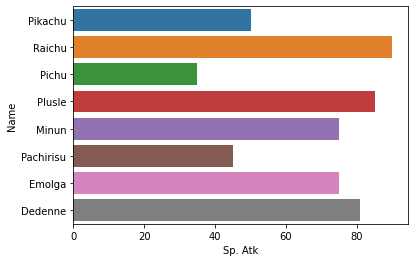 Pikachu
Raichu
Pichu
Plusle
Minun
Pachirisu
Emolga
Dedenne
Name
0 20 40 60 80
Sp. Atk